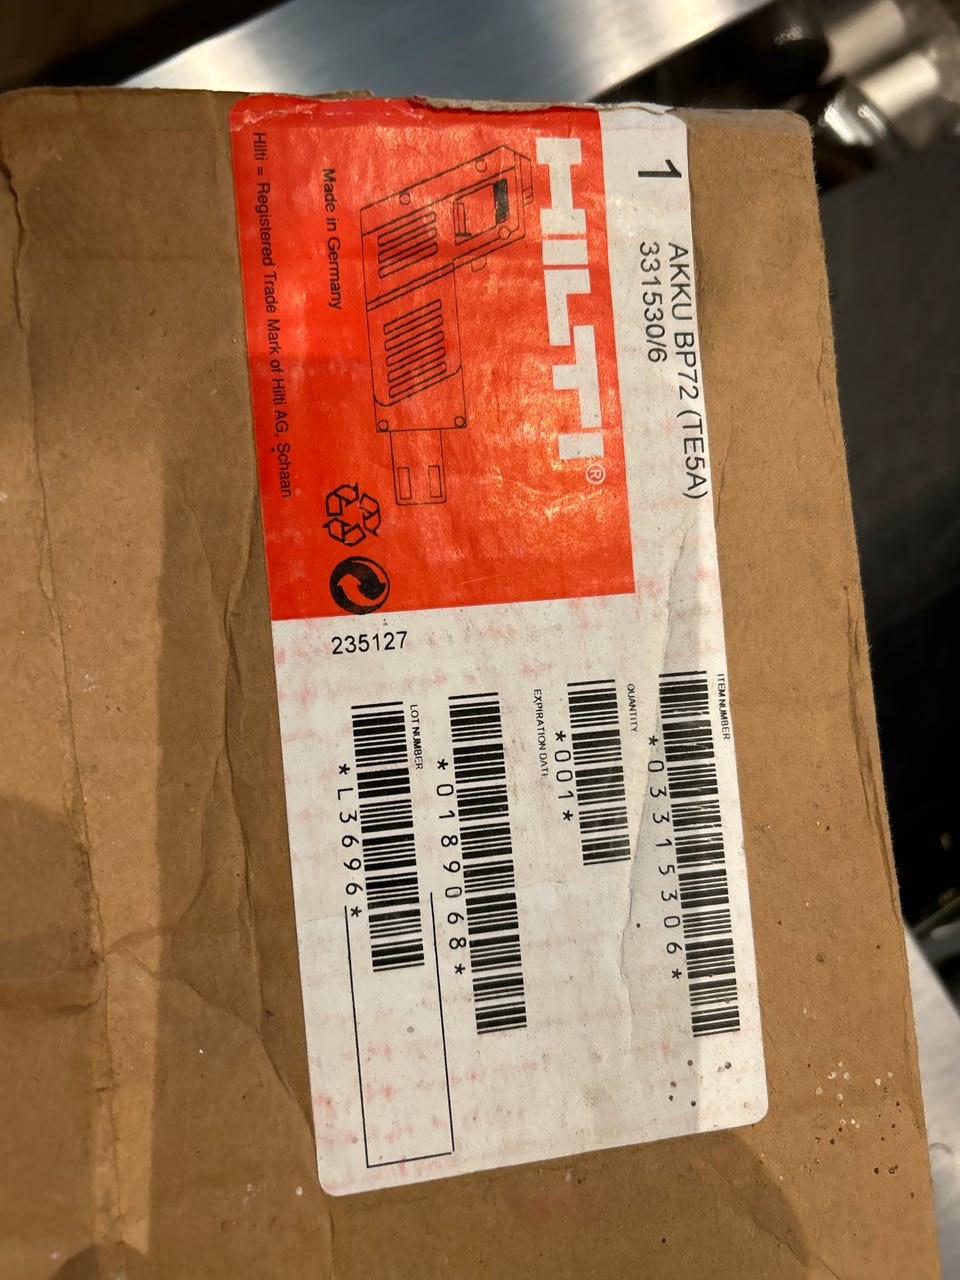 1
AKKU BP72 (TE5A)
331530/6
HILTI®
Made in Germany
Hilti = Registered Trade Mark of Hilti AG, Schaan
235127
ITEM NUMBER
*03315306*
QUANTITY
*001*
EXPIRATION DATE
*0189068*
LOT NUMBER
*L3696*